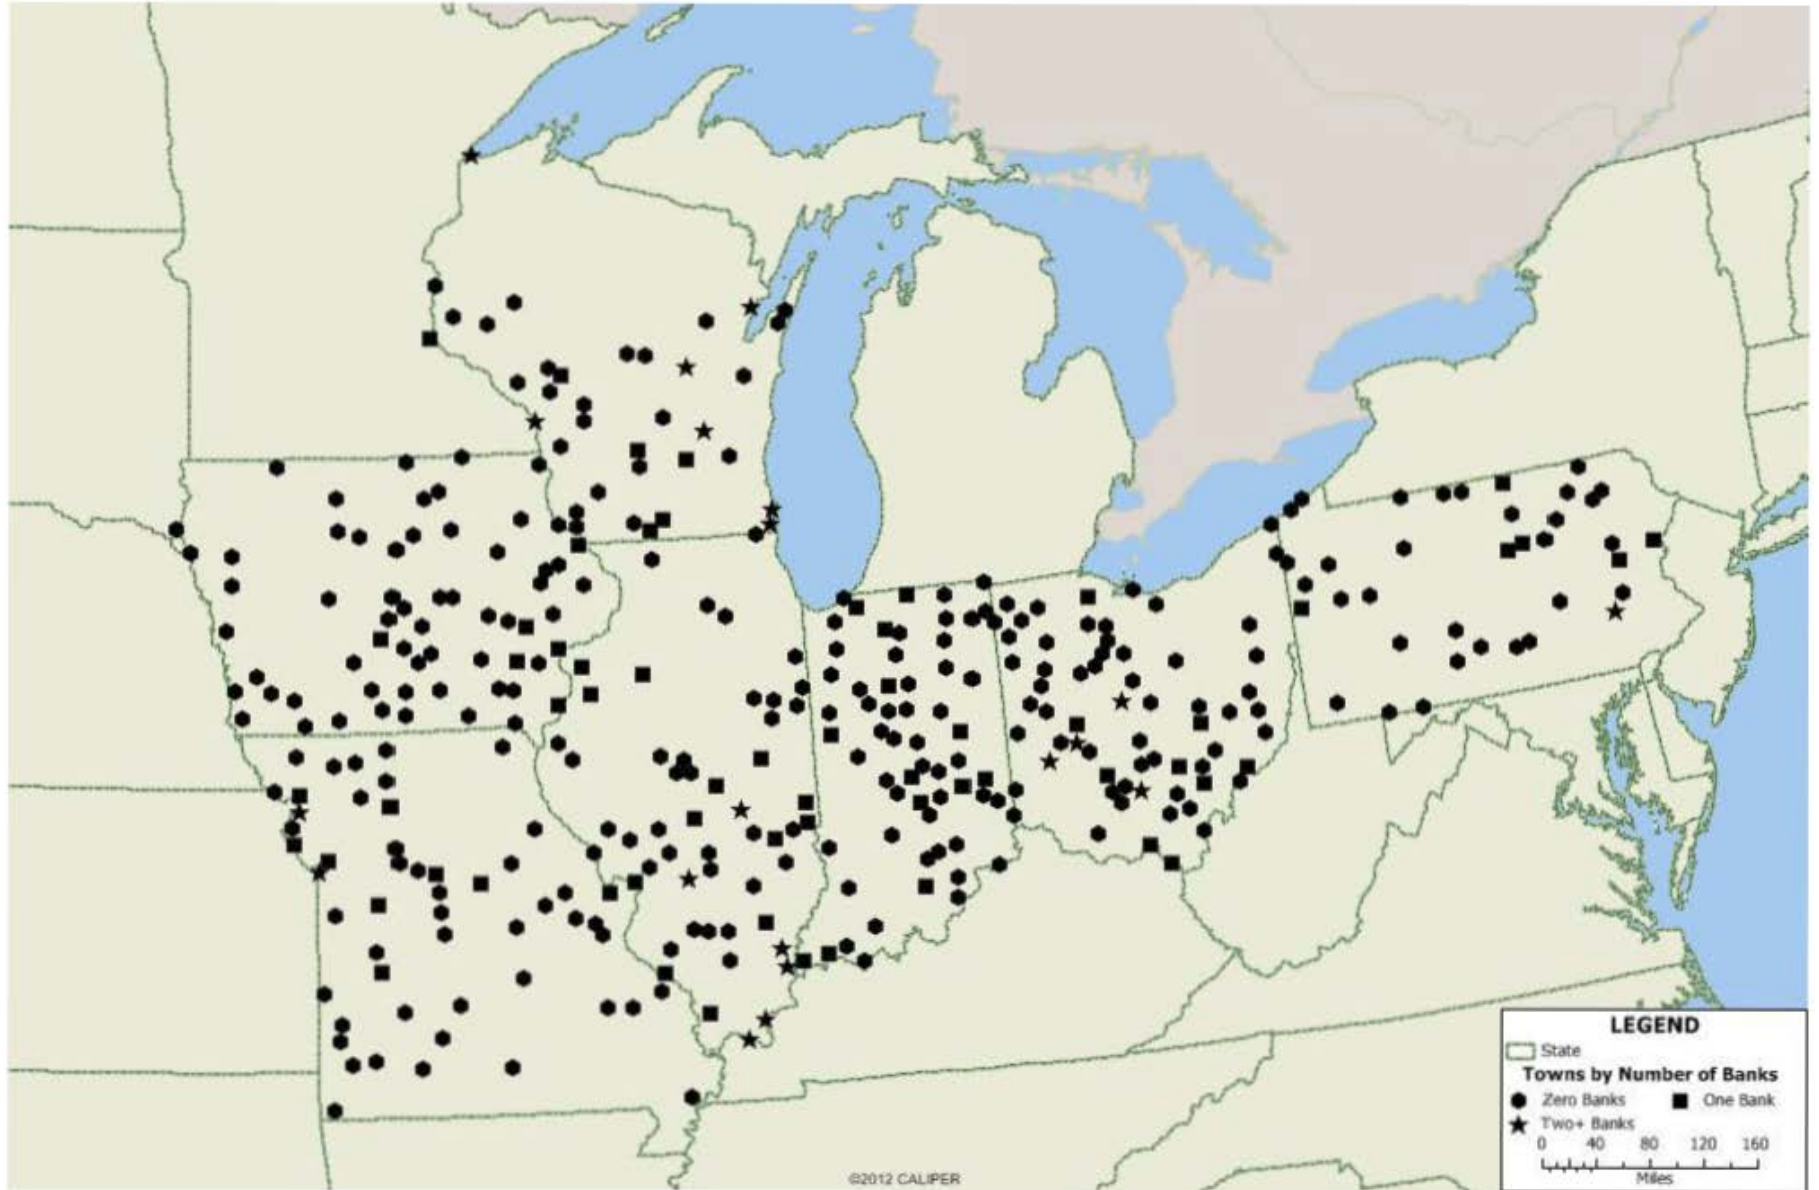 LEGEND
State
Towns by Number of Banks
Zero Banks One Bank
Two+ Banks
0 40 80 120 160
Miles
©2012 CALIPER